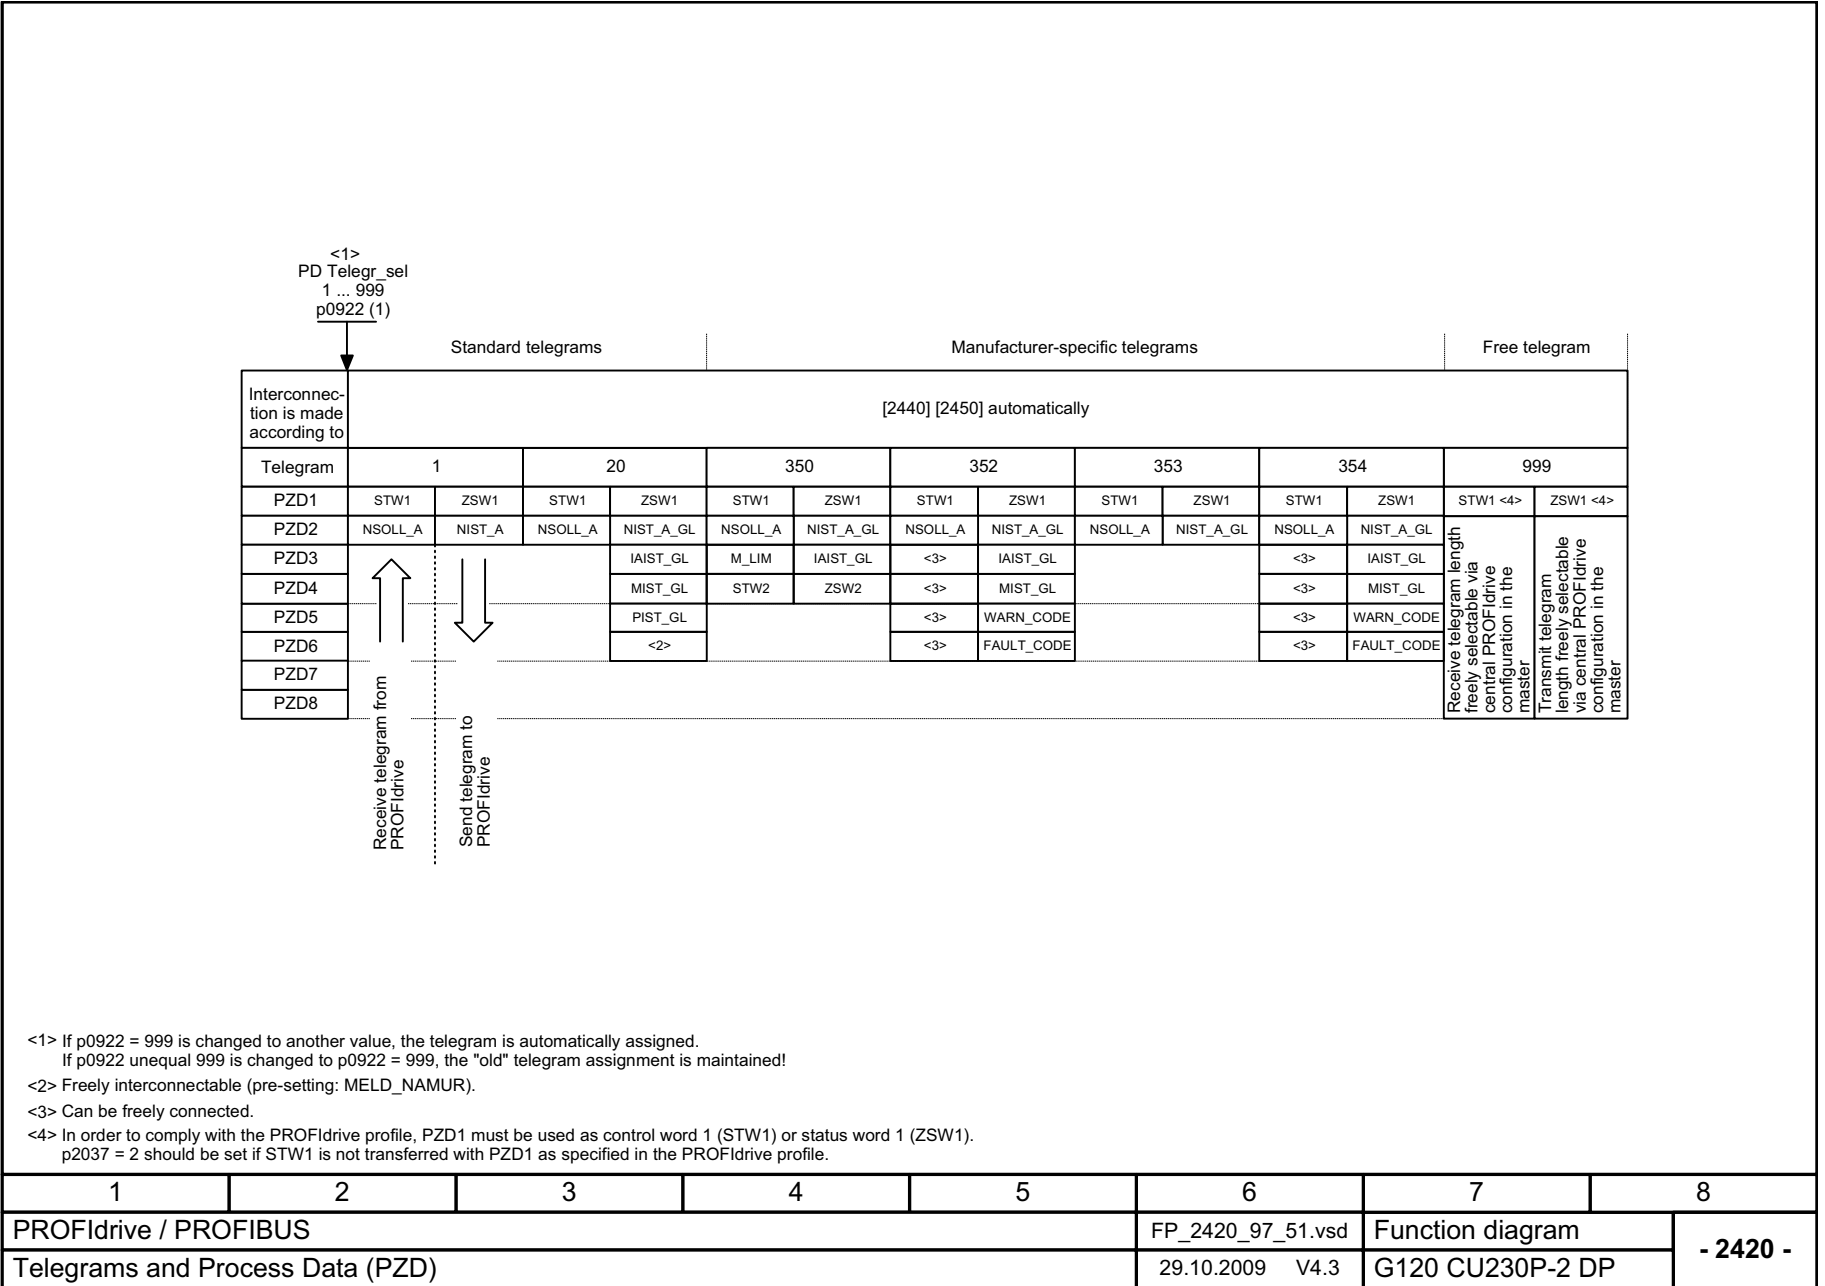 <1>
PD Telegr_sel
1 ... 999
p0922 (1)
Standard telegrams Manufacturer-specific telegrams Free telegram
Interconnec-
tion is made
according to
[2440] [2450] automatically
Telegram 1 20 350 352 353 354 999
PZD1 STW1 ZSW1 STW1 ZSW1 STW1 ZSW1 STW1 ZSW1 STW1 ZSW1 STW1 ZSW1 STW1 <4> ZSW1 <4>
PZD2 NSOLL_A NIST_A NSOLL_A NIST_A_GL NSOLL_A NIST_A_GL NSOLL_A NIST_A_GL NSOLL_A NIST_A_GL NSOLL_A NIST_A_GL
PZD3 IAIST_GL M_LIM IAIST_GL <3> IAIST_GL <3> IAIST_GL
PZD4 MIST_GL STW2 ZSW2 <3> MIST_GL <3> MIST_GL
PZD5 PIST_GL <3> WARN_CODE <3> WARN_CODE
PZD6 <2> <3> FAULT_CODE <3> FAULT_CODE
PZD7
PZD8
Receive telegram length
freely selectable via
central PROFIdrive
configuration in the
master
Transmit telegram
length freely selectable
via central PROFIdrive
configuration in the
master
Receive telegram from
PROFIdrive
Send telegram to
PROFIdrive
<1> If p0922 = 999 is changed to another value, the telegram is automatically assigned.
If p0922 unequal 999 is changed to p0922 = 999, the "old" telegram assignment is maintained!
<2> Freely interconnectable (pre-setting: MELD_NAMUR).
<3> Can be freely connected.
<4> In order to comply with the PROFIdrive profile, PZD1 must be used as control word 1 (STW1) or status word 1 (ZSW1).
p2037 = 2 should be set if STW1 is not transferred with PZD1 as specified in the PROFIdrive profile.
1 2 3 4 5 6 7 8
PROFIdrive / PROFIBUS FP_2420_97_51.vsd Function diagram
- 2420 -
Telegrams and Process Data (PZD) 29.10.2009 V4.3 G120 CU230P-2 DP